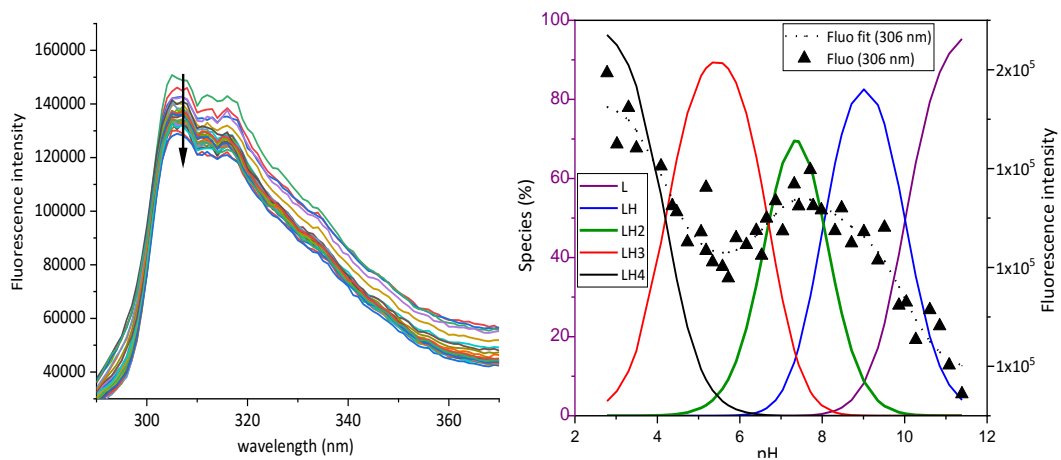 Fluorescence intensity
160000
140000
120000
100000
80000
60000
40000
300
320
340
360
wavelength (nm)
Species (%)
100
80
60
40
20
0
2
4
6
8
10
12
pH
L
LH
LH2
LH3
LH4
Fluo fit (306 nm)
Fluo (306 nm)
2x10⁵
1x10⁵
1x10⁵
1x10⁵
Fluorescence intensity